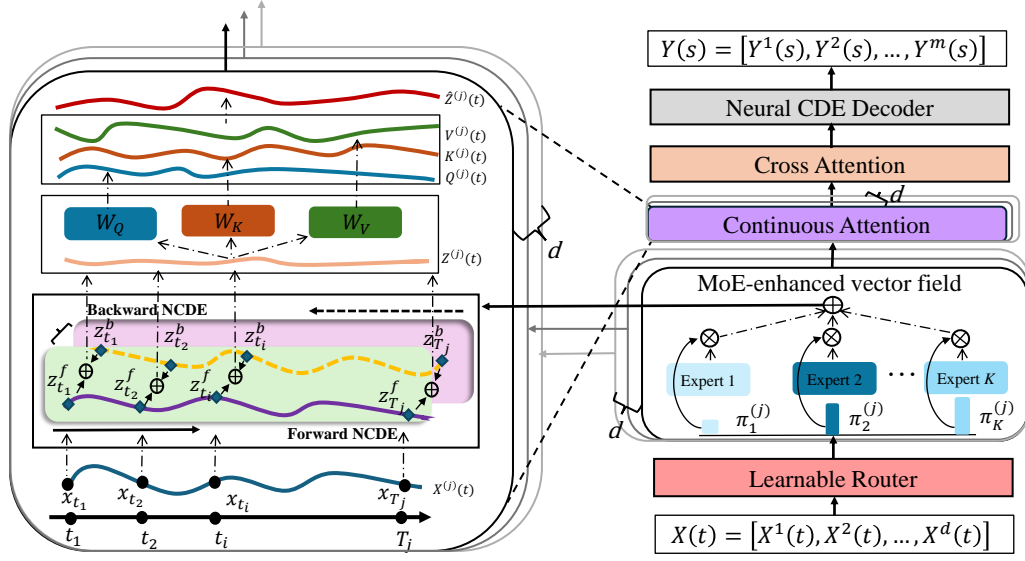 Ẑ^(j)(t)
V^(j)(t)
K^(j)(t)
Q^(j)(t)
W_Q W_K W_V
Z^(j)(t)
d
Backward NCDE
z^b_{t_1} z^b_{t_2} z^b_{t_i} z^b_{T_j}
z^f_{t_1} z^f_{t_2} z^f_{t_i} z^f_{T_j}
Forward NCDE
x_{t_1} x_{t_2} x_{t_i} x_{T_j} X^(j)(t)
t_1 t_2 t_i T_j
Y(s) = [Y^1(s), Y^2(s), …, Y^m(s)]
Neural CDE Decoder
Cross Attention
d
Continuous Attention
MoE-enhanced vector field
Expert 1 Expert 2 ⋯ Expert K
π_1^(j) π_2^(j) π_K^(j)
d
Learnable Router
X(t) = [X^1(t), X^2(t), …, X^d(t)]